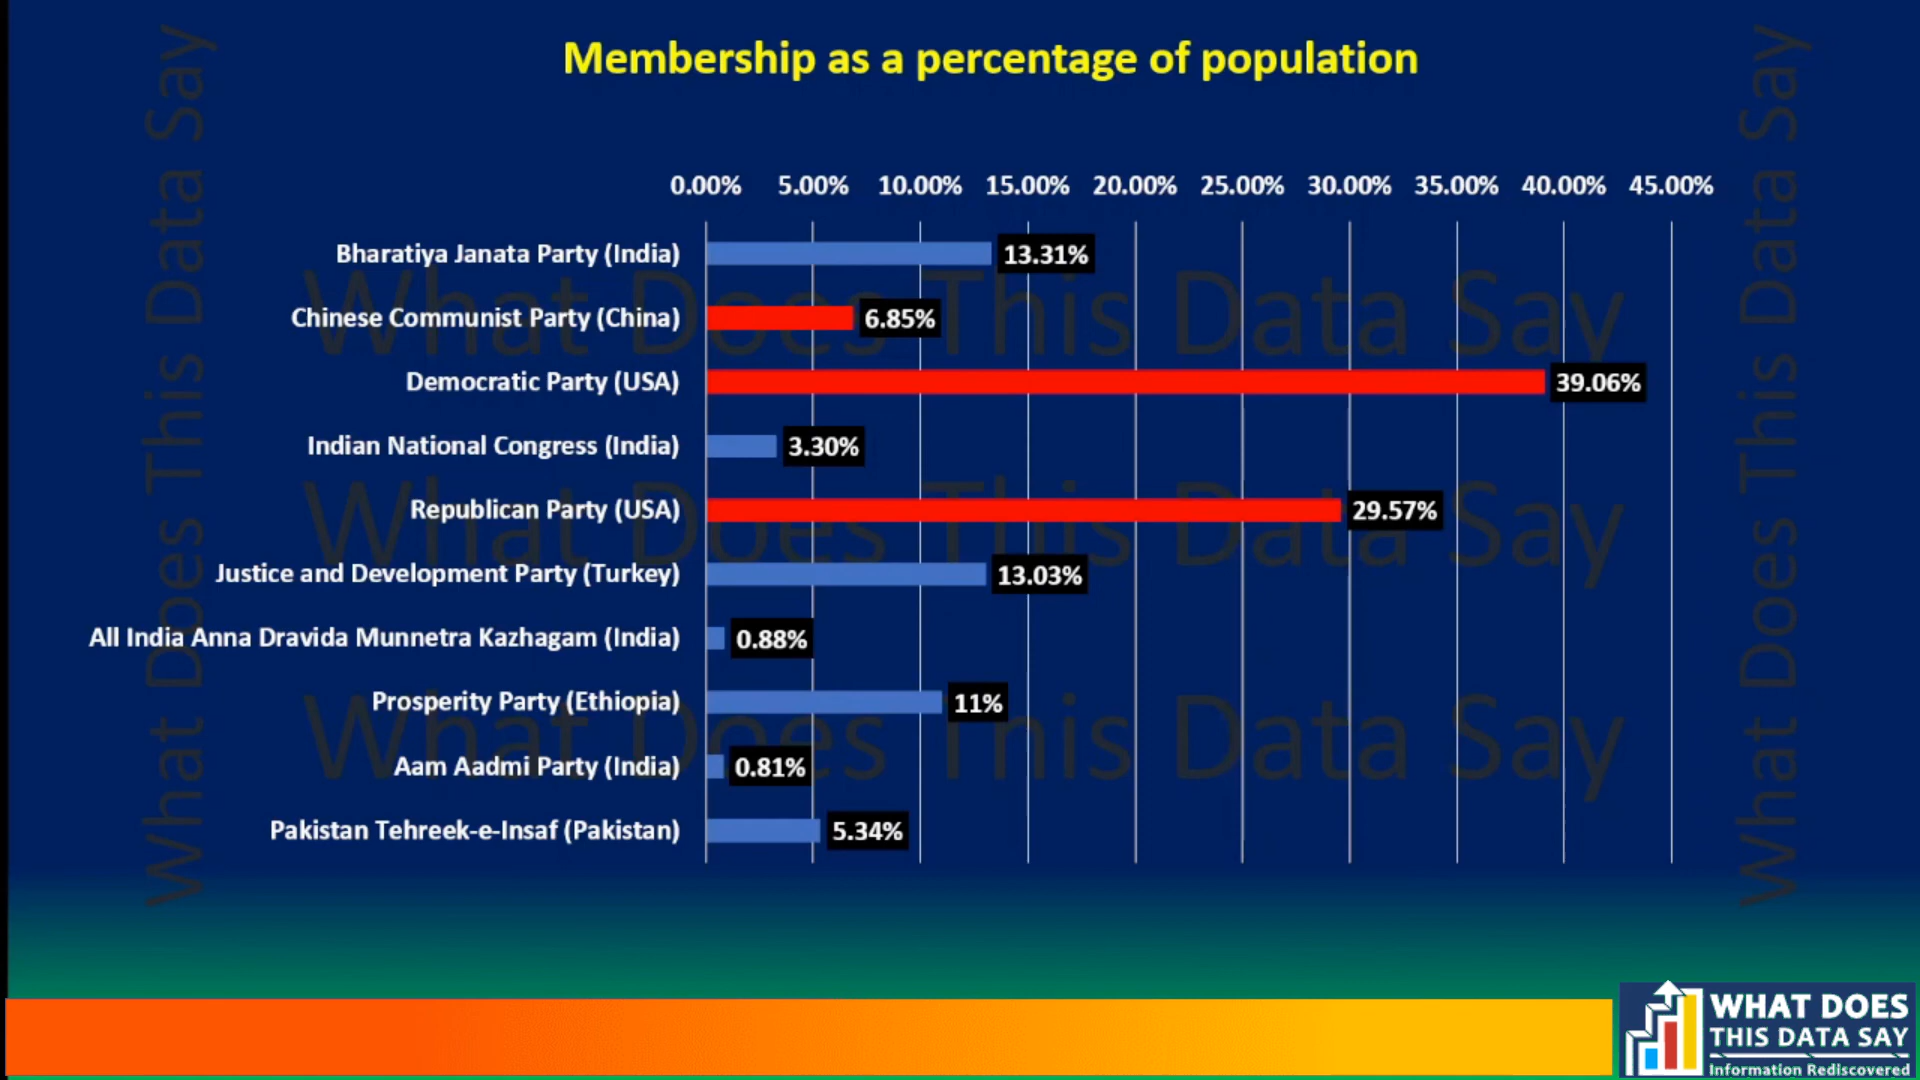 Membership as a percentage of population
0.00% 5.00% 10.00% 15.00% 20.00% 25.00% 30.00% 35.00% 40.00% 45.00%
Bharatiya Janata Party (India) 13.31%
Chinese Communist Party (China) 6.85%
Democratic Party (USA) 39.06%
Indian National Congress (India) 3.30%
Republican Party (USA) 29.57%
Justice and Development Party (Turkey) 13.03%
All India Anna Dravida Munnetra Kazhagam (India) 0.88%
Prosperity Party (Ethiopia) 11%
Aam Aadmi Party (India) 0.81%
Pakistan Tehreek-e-Insaf (Pakistan) 5.34%
What Does This Data Say
What Does This Data Say
What Does This Data Say
What Does This Data Say
What Does This Data Say
WHAT DOES
THIS DATA SAY
Information Rediscovered